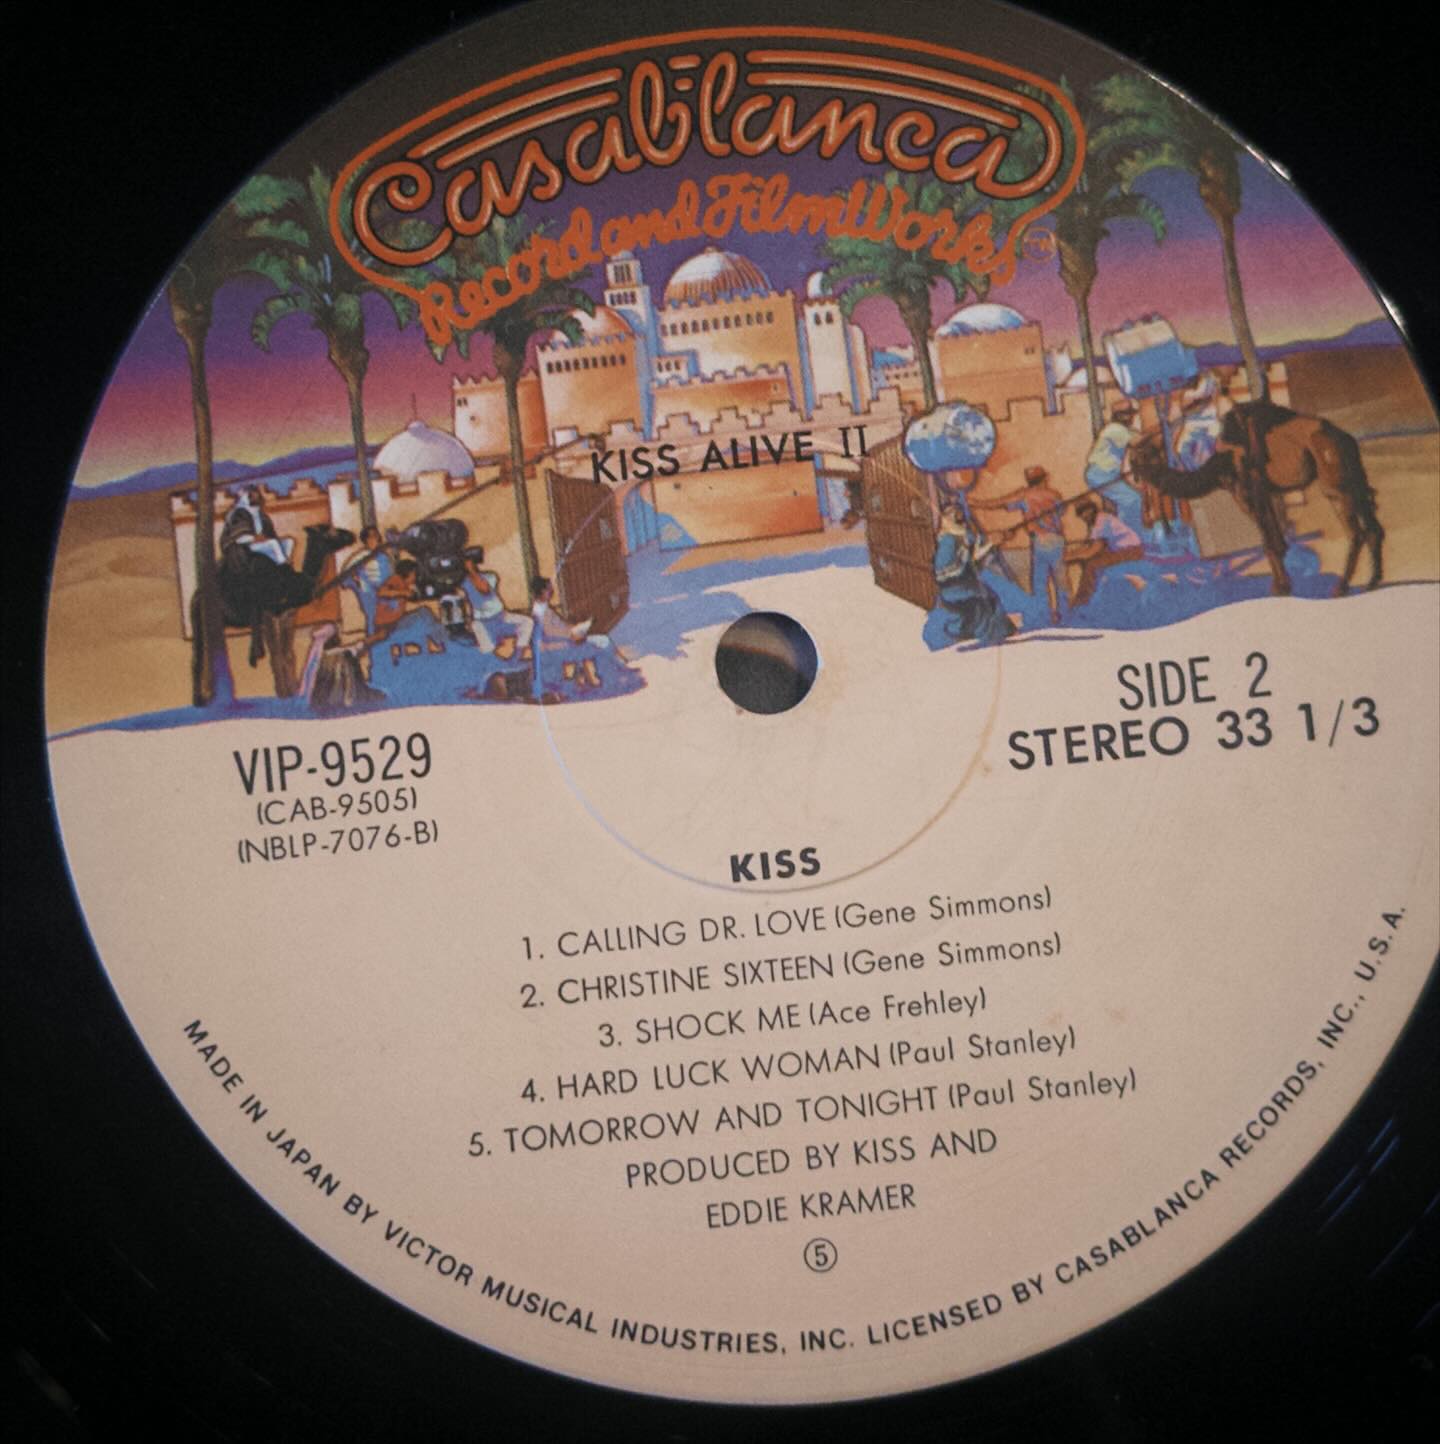 Casablanca
Record and FilmWorks TM
KISS ALIVE II
SIDE 2
STEREO 33 1/3
VIP-9529
(CAB-9505)
(NBLP-7076-B)
KISS
1. CALLING DR. LOVE (Gene Simmons)
2. CHRISTINE SIXTEEN (Gene Simmons)
3. SHOCK ME (Ace Frehley)
4. HARD LUCK WOMAN (Paul Stanley)
5. TOMORROW AND TONIGHT (Paul Stanley)
PRODUCED BY KISS AND
EDDIE KRAMER
⑤
MADE IN JAPAN BY VICTOR MUSICAL INDUSTRIES, INC. LICENSED BY CASABLANCA RECORDS, INC., U.S.A.